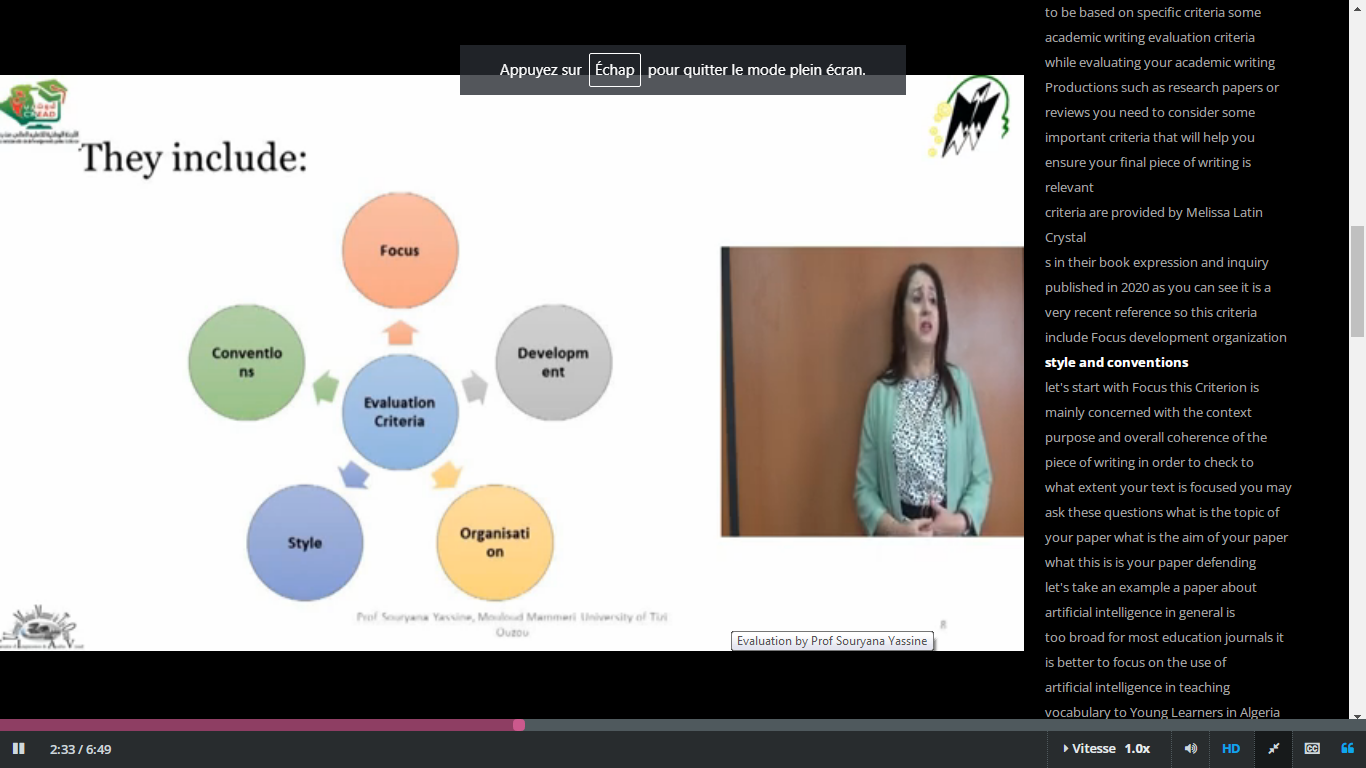 Appuyez sur Échap pour quitter le mode plein écran.
They include:
Focus
Conventio
ns
Developm
ent
Evaluation
Criteria
Style
Organisati
on
Prof Souryana Yassine, Mouloud Mammeri University of Tizi
Ouzou
8
Evaluation by Prof Souryana Yassine
to be based on specific criteria some
academic writing evaluation criteria
while evaluating your academic writing
Productions such as research papers or
reviews you need to consider some
important criteria that will help you
ensure your final piece of writing is
relevant
criteria are provided by Melissa Latin
Crystal
s in their book expression and inquiry
published in 2020 as you can see it is a
very recent reference so this criteria
include Focus development organization
style and conventions
let's start with Focus this Criterion is
mainly concerned with the context
purpose and overall coherence of the
piece of writing in order to check to
what extent your text is focused you may
ask these questions what is the topic of
your paper what is the aim of your paper
what this is is your paper defending
let's take an example a paper about
artificial intelligence in general is
too broad for most education journals it
is better to focus on the use of
artificial intelligence in teaching
vocabulary to Young Learners in Algeria
2:33 / 6:49
Vitesse 1.0x
HD
CC